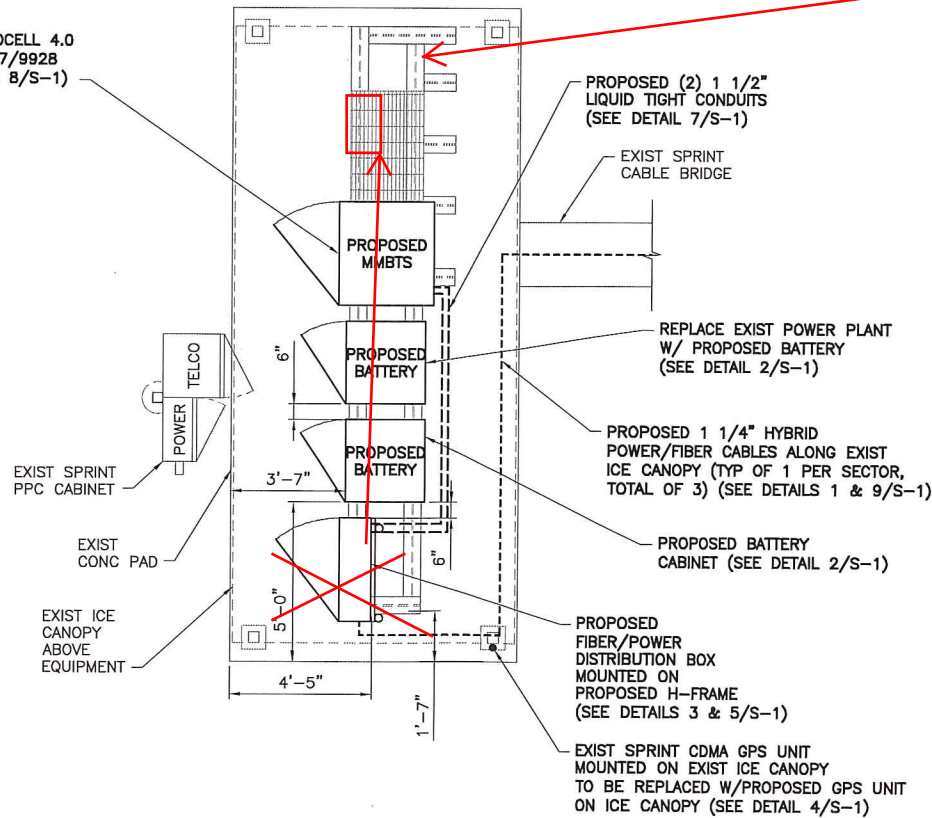 OCELL 4.0
7/9928
8/S-1)
PROPOSED (2) 1 1/2"
LIQUID TIGHT CONDUITS
(SEE DETAIL 7/S-1)
EXIST SPRINT
CABLE BRIDGE
PROPOSED
MMBTS
REPLACE EXIST POWER PLANT
W/ PROPOSED BATTERY
(SEE DETAIL 2/S-1)
6"
PROPOSED
BATTERY
TELCO
POWER
PROPOSED
BATTERY
PROPOSED 1 1/4" HYBRID
POWER/FIBER CABLES ALONG EXIST
ICE CANOPY (TYP OF 1 PER SECTOR,
TOTAL OF 3) (SEE DETAILS 1 & 9/S-1)
EXIST SPRINT
PPC CABINET
3'-7"
EXIST
CONC PAD
6"
PROPOSED BATTERY
CABINET (SEE DETAIL 2/S-1)
5'-0"
EXIST ICE
CANOPY
ABOVE
EQUIPMENT
PROPOSED
FIBER/POWER
DISTRIBUTION BOX
MOUNTED ON
PROPOSED H-FRAME
(SEE DETAILS 3 & 5/S-1)
4'-5"
1'-7"
EXIST SPRINT CDMA GPS UNIT
MOUNTED ON EXIST ICE CANOPY
TO BE REPLACED W/PROPOSED GPS UNIT
ON ICE CANOPY (SEE DETAIL 4/S-1)